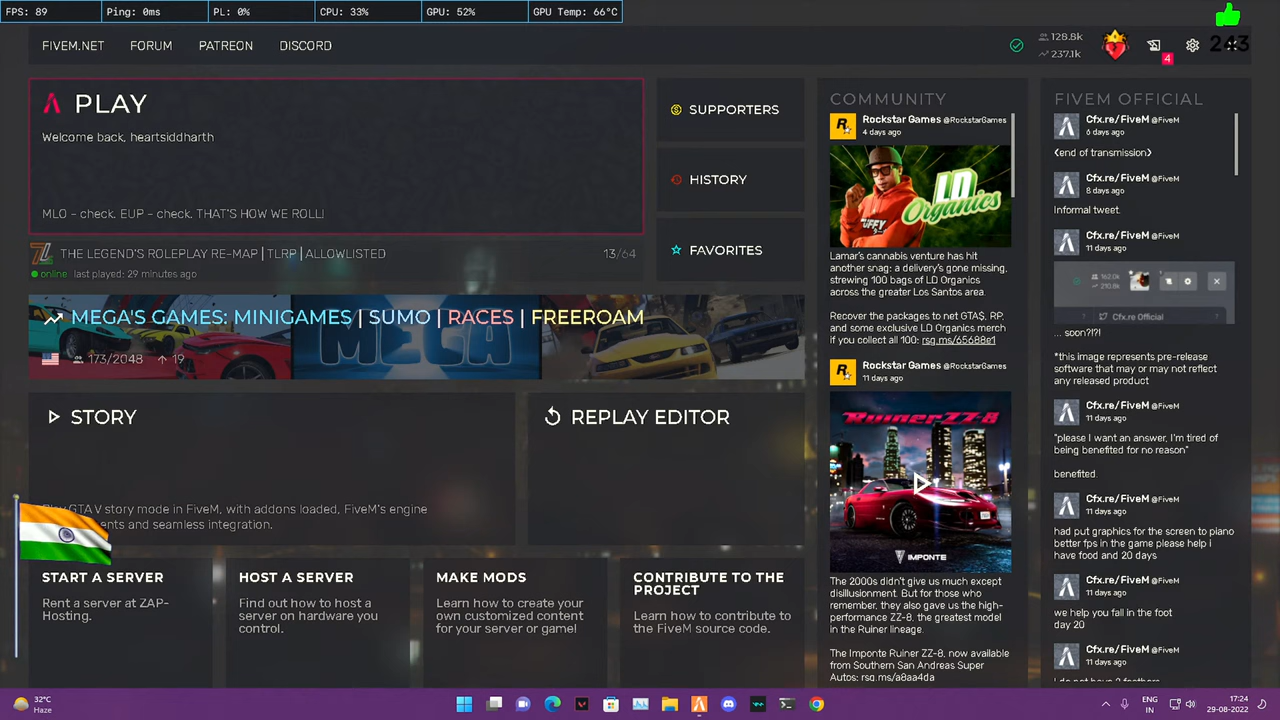 FPS: 89
Ping: 0ms
PL: 0%
CPU: 33%
GPU: 52%
GPU Temp: 66°C
FIVEM.NET
FORUM
PATREON
DISCORD
128.8k
237.1k
4
243
PLAY
Welcome back, heartsiddharth
MLO - check. EUP - check. THAT'S HOW WE ROLL!
THE LEGEND'S ROLEPLAY RE-MAP | TLRP | ALLOWLISTED
13/64
online
last played: 29 minutes ago
SUPPORTERS
HISTORY
FAVORITES
MEGA'S GAMES: MINIGAMES | SUMO | RACES | FREEROAM
MEGA
173/2048
19
STORY
GTA V story mode in FiveM, with addons loaded, FiveM's engine
and seamless integration.
REPLAY EDITOR
START A SERVER
Rent a server at ZAP-
Hosting.
HOST A SERVER
Find out how to host a
server on hardware you
control.
MAKE MODS
Learn how to create your
own customized content
for your server or game!
CONTRIBUTE TO THE
PROJECT
Learn how to contribute to
the FiveM source code.
COMMUNITY
Rockstar Games @RockstarGames
4 days ago
LD
Organics
Lamar's cannabis venture has hit
another snag: a delivery's gone missing,
strewing 100 bags of LD Organics
across the greater Los Santos area.
Recover the packages to net GTA$, RP,
and some exclusive LD Organics merch
if you collect all 100: rsg.ms/65688e1
Rockstar Games @RockstarGames
11 days ago
Ruiner ZZ-8
IMPONTE
The 2000s didn't give us much except
disillusionment. But for those who
remember, they also gave us the high-
performance ZZ-8, the greatest model
in the Ruiner lineage.
The Imponte Ruiner ZZ-8, now available
from Southern San Andreas Super
Autos: rsg.ms/a8aa4da
FIVEM OFFICIAL
Cfx.re/FiveM @FiveM
6 days ago
<end of transmission>
Cfx.re/FiveM @FiveM
8 days ago
Informal tweet.
Cfx.re/FiveM @FiveM
11 days ago
162.0k
210.8k
Cfx.re Official
... soon?!?!
*this image represents pre-release
software that may or may not reflect
any released product
Cfx.re/FiveM @FiveM
11 days ago
"please I want an answer, I'm tired of
being benefited for no reason"
benefited.
Cfx.re/FiveM @FiveM
11 days ago
had put graphics for the screen to piano
better fps in the game please help i
have food and 20 days
Cfx.re/FiveM @FiveM
11 days ago
we help you fall in the foot
day 20
Cfx.re/FiveM @FiveM
11 days ago
32°C
Haze
ENG
IN
17:24
29-08-2022